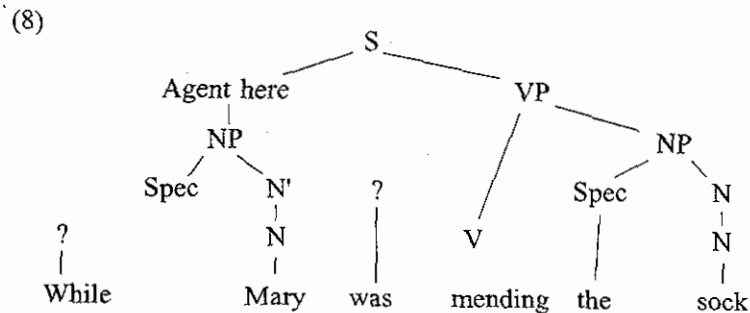 (8)
S
Agent here VP
NP NP
Spec N' ? Spec N
? N V N
While Mary was mending the sock